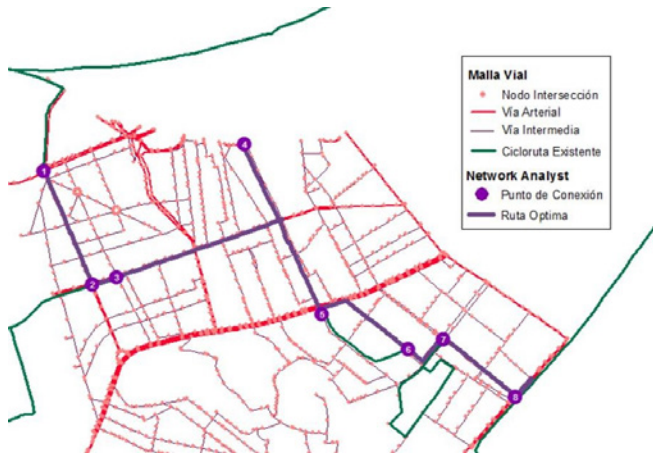 Malla Vial
Nodo Intersección
Vía Arterial
Vía Intermedia
Cicloruta Existente
Network Analyst
Punto de Conexión
Ruta Optima
4
1
3
2
5
7
6
8